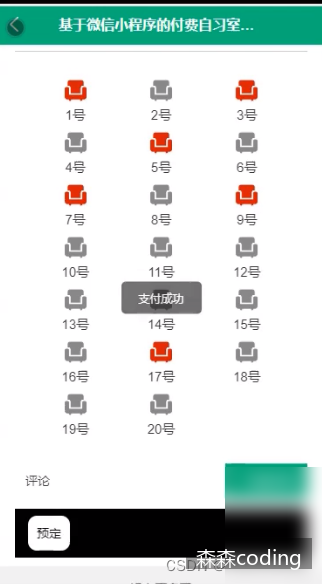 基于微信小程序的付费自习室...
1号 2号 3号
4号 5号 6号
7号 8号 9号
10号 11号 12号
支付成功
13号 14号 15号
16号 17号 18号
19号 20号
评论
预定
森森coding